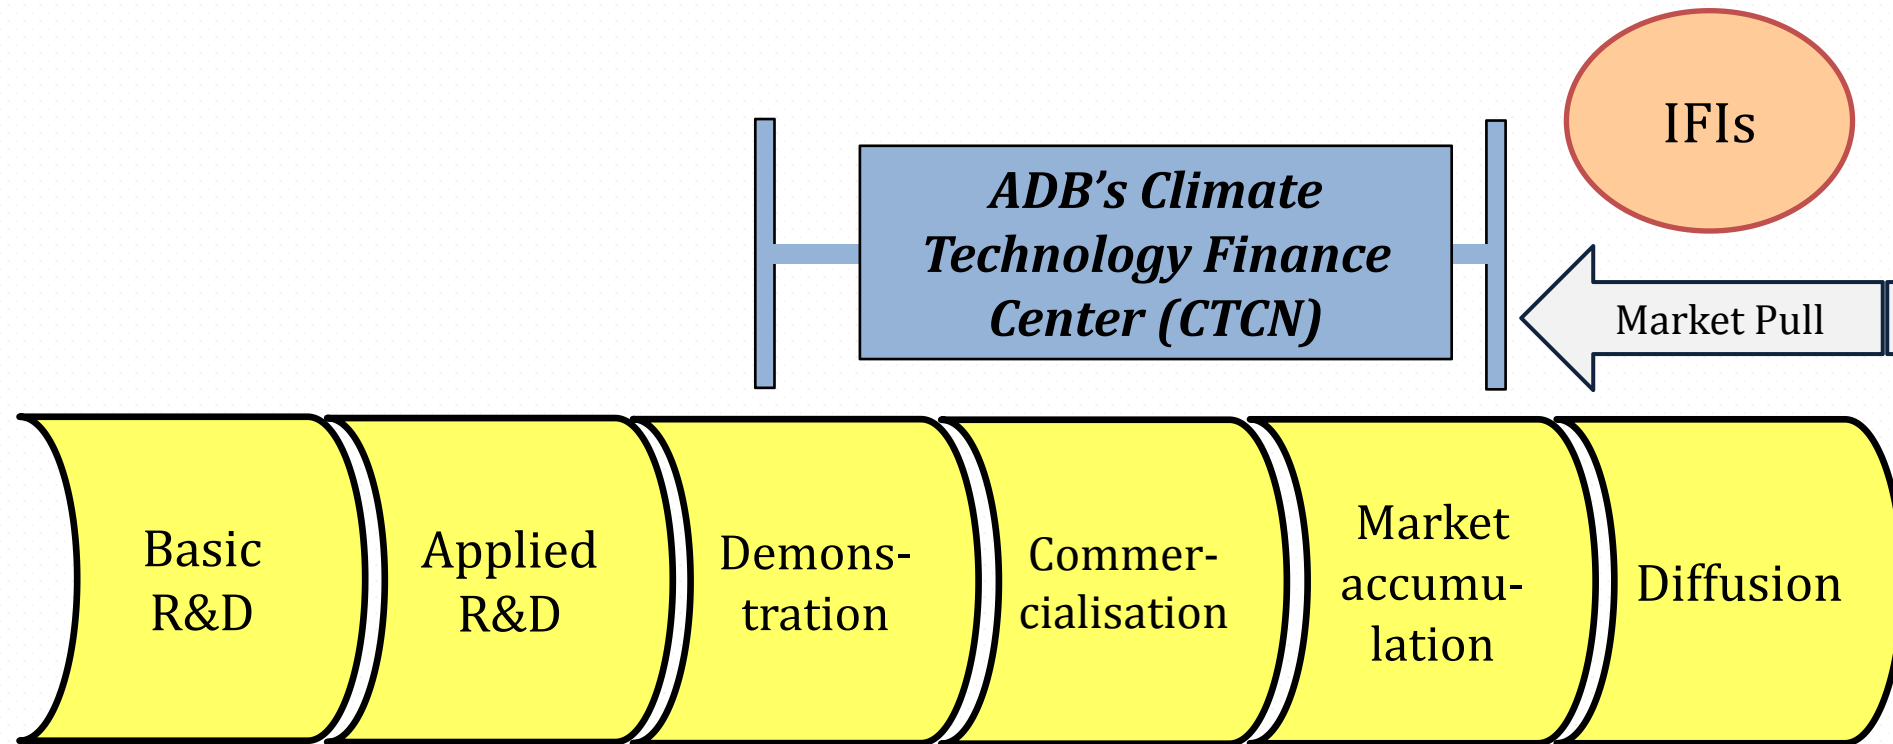 IFIs
ADB’s Climate
Technology Finance
Center (CTCN)
Market Pull
Basic
R&D
Applied
R&D
Demons-
tration
Commer-
cialisation
Market
accumu-
lation
Diffusion